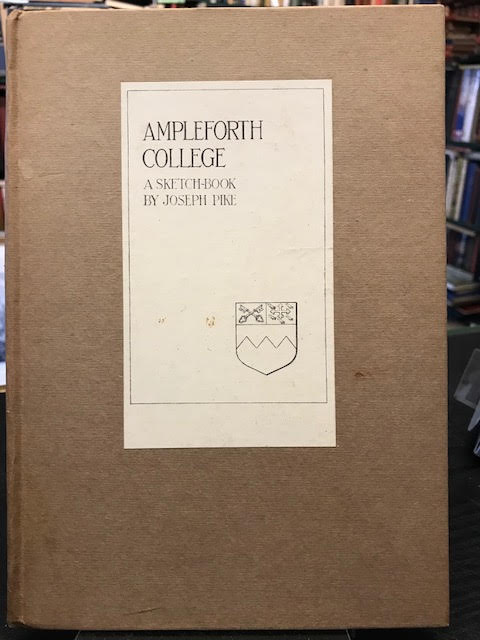 AMPLEFORTH
COLLEGE
A SKETCH-BOOK
BY JOSEPH PIKE